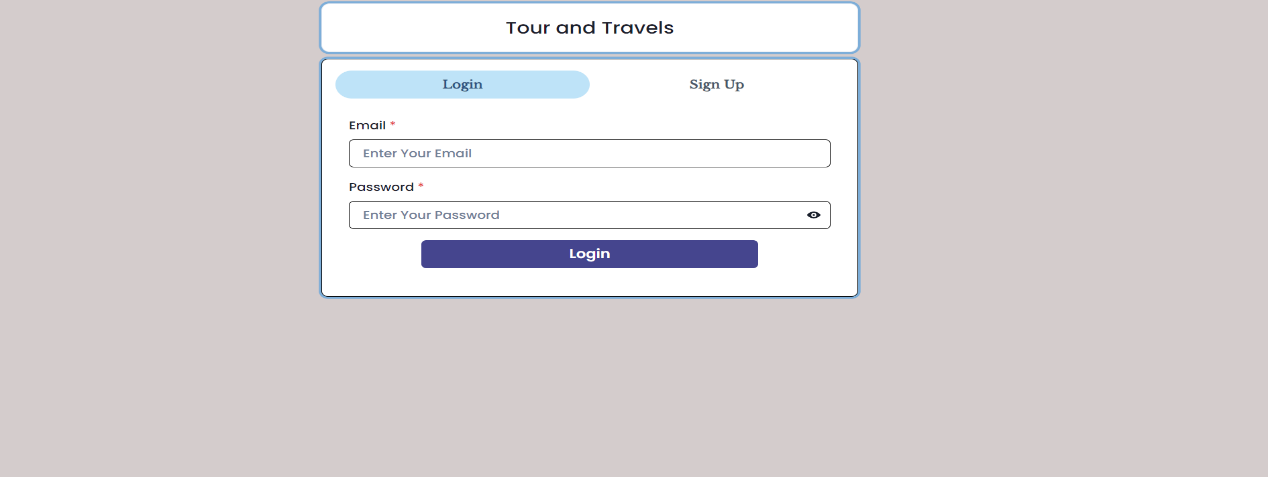 Tour and Travels
Login Sign Up
Email *
Enter Your Email
Password *
Enter Your Password
Login